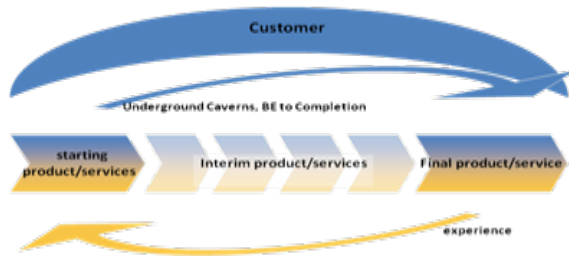 Customer
Underground Caverns, BE to Completion
starting
product/services
Interim product/services
Final product/service
experience